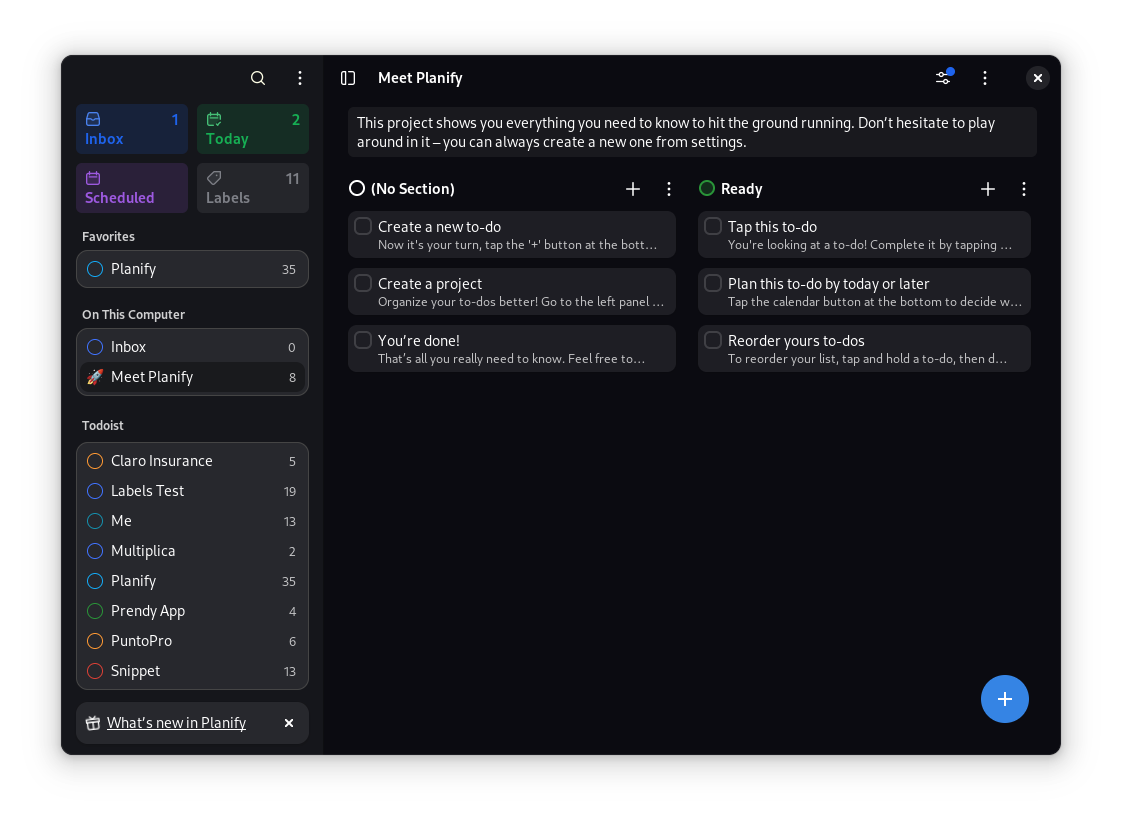 Meet Planify
Inbox 1
Today 2
Scheduled
Labels 11
Favorites
Planify 35
On This Computer
Inbox 0
Meet Planify 8
Todoist
Claro Insurance 5
Labels Test 19
Me 13
Multiplica 2
Planify 35
Prendy App 4
PuntoPro 6
Snippet 13
What's new in Planify
This project shows you everything you need to know to hit the ground running. Don't hesitate to play
around in it – you can always create a new one from settings.
(No Section)
Create a new to-do
Now it's your turn, tap the '+' button at the bott…
Create a project
Organize your to-dos better! Go to the left panel …
You're done!
That's all you really need to know. Feel free to…
Ready
Tap this to-do
You're looking at a to-do! Complete it by tapping …
Plan this to-do by today or later
Tap the calendar button at the bottom to decide w…
Reorder yours to-dos
To reorder your list, tap and hold a to-do, then d…